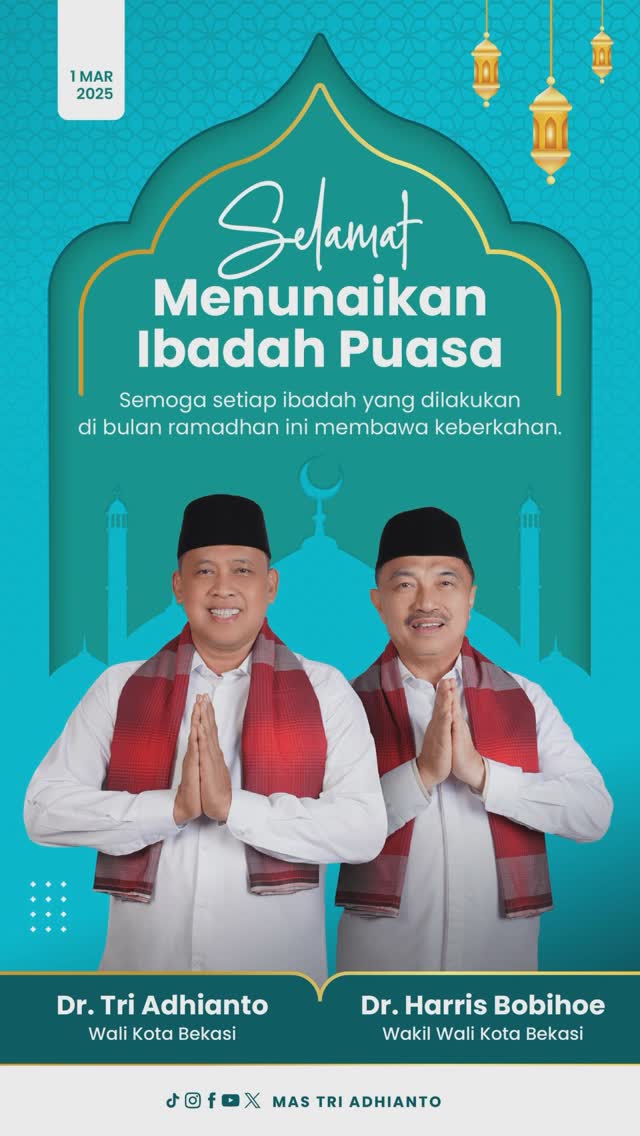 1 MAR
2025
Selamat
Menunaikan
Ibadah Puasa
Semoga setiap ibadah yang dilakukan
di bulan ramadhan ini membawa keberkahan.
Dr. Tri Adhianto
Wali Kota Bekasi
Dr. Harris Bobihoe
Wakil Wali Kota Bekasi
MAS TRI ADHIANTO